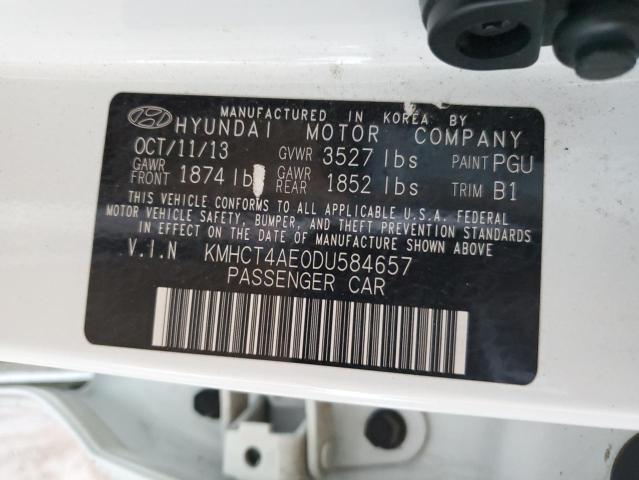 MANUFACTURED IN KOREA BY
HYUNDAI MOTOR COMPANY
OCT/11/13 GVWR 3527 lbs PAINT PGU
GAWR FRONT 1874 lb GAWR REAR 1852 lbs TRIM B1
THIS VEHICLE CONFORMS TO ALL APPLICABLE U.S.A. FEDERAL
MOTOR VEHICLE SAFETY, BUMPER, AND THEFT PREVENTION STANDARDS
IN EFFECT ON THE DATE OF MANUFACTURE SHOWN ABOVE
V.I.N KMHCT4AE0DU584657
PASSENGER CAR